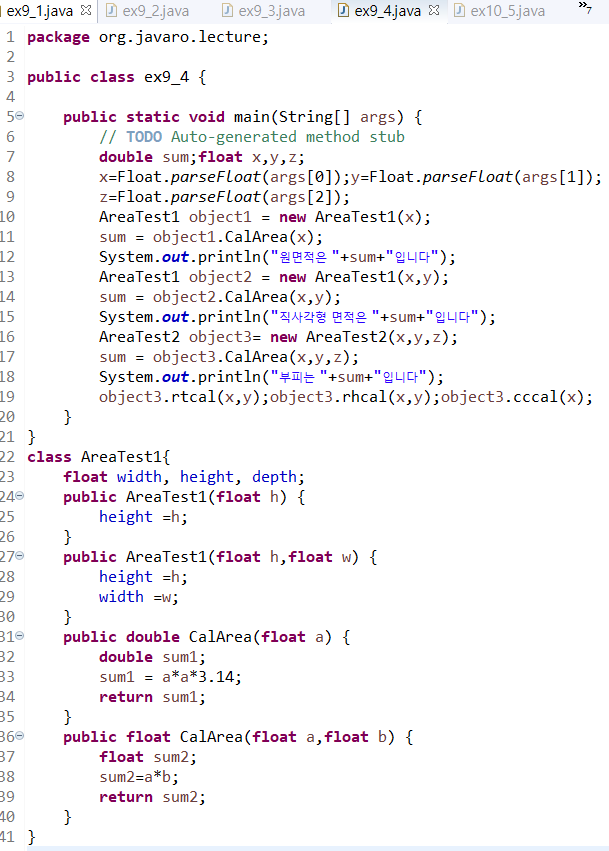 ex9_1.java ex9_2.java ex9_3.java ex9_4.java ex10_5.java »7
1 package org.javaro.lecture;
2
3 public class ex9_4 {
4
5 public static void main(String[] args) {
6 // TODO Auto-generated method stub
7 double sum;float x,y,z;
8 x=Float.parseFloat(args[0]);y=Float.parseFloat(args[1]);
9 z=Float.parseFloat(args[2]);
10 AreaTest1 object1 = new AreaTest1(x);
11 sum = object1.CalArea(x);
12 System.out.println("원면적은 "+sum+"입니다");
13 AreaTest1 object2 = new AreaTest1(x,y);
14 sum = object2.CalArea(x,y);
15 System.out.println("직사각형 면적은 "+sum+"입니다");
16 AreaTest2 object3= new AreaTest2(x,y,z);
17 sum = object3.CalArea(x,y,z);
18 System.out.println("부피는 "+sum+"입니다");
19 object3.rtcal(x,y);object3.rhcal(x,y);object3.cccal(x);
20 }
21 }
22 class AreaTest1{
23 float width, height, depth;
24 public AreaTest1(float h) {
25 height =h;
26 }
27 public AreaTest1(float h,float w) {
28 height =h;
29 width =w;
30 }
31 public double CalArea(float a) {
32 double sum1;
33 sum1 = a*a*3.14;
34 return sum1;
35 }
36 public float CalArea(float a,float b) {
37 float sum2;
38 sum2=a*b;
39 return sum2;
40 }
41 }